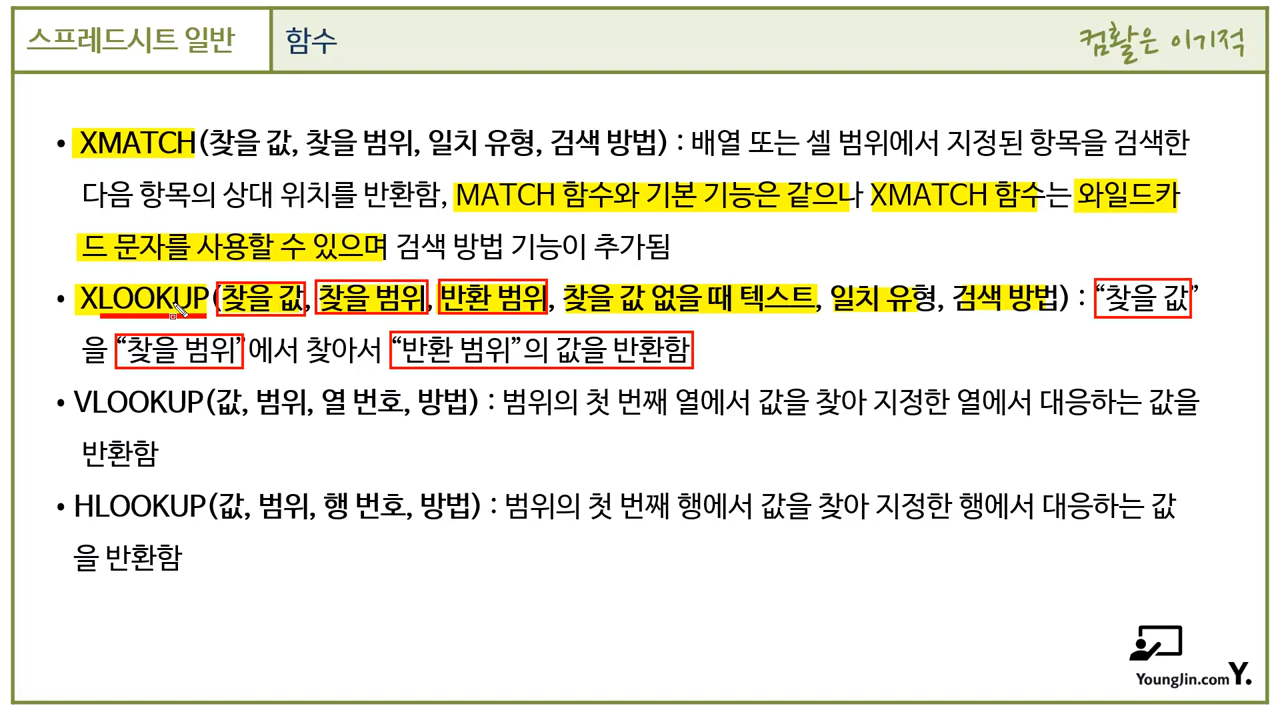 스프레드시트 일반
함수
컴활은 이기적
• XMATCH(찾을 값, 찾을 범위, 일치 유형, 검색 방법) : 배열 또는 셀 범위에서 지정된 항목을 검색한
다음 항목의 상대 위치를 반환함, MATCH 함수와 기본 기능은 같으나 XMATCH 함수는 와일드카
드 문자를 사용할 수 있으며 검색 방법 기능이 추가됨
• XLOOKUP(찾을 값, 찾을 범위, 반환 범위, 찾을 값 없을 때 텍스트, 일치 유형, 검색 방법) : “찾을 값”
을 “찾을 범위”에서 찾아서 “반환 범위”의 값을 반환함
• VLOOKUP(값, 범위, 열 번호, 방법) : 범위의 첫 번째 열에서 값을 찾아 지정한 열에서 대응하는 값을
반환함
• HLOOKUP(값, 범위, 행 번호, 방법) : 범위의 첫 번째 행에서 값을 찾아 지정한 행에서 대응하는 값
을 반환함
YoungJin.com Y.